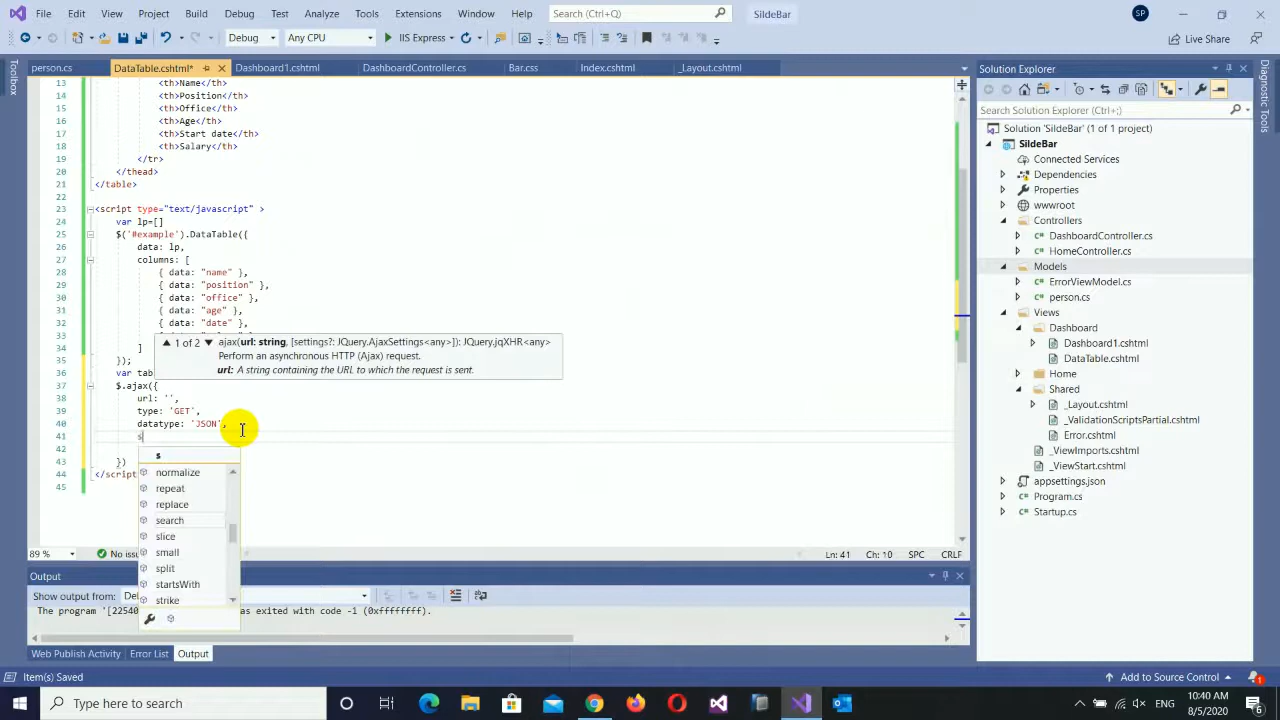 File Edit View Project Build Debug Test Analyze Tools Extensions Window Help Search (Ctrl+Q) SildeBar SP
Debug Any CPU IIS Express Live Share
Toolbox
person.cs DataTable.cshtml* Dashboard1.cshtml DashboardController.cs Bar.css Index.cshtml _Layout.cshtml
13 <th>Name</th>
14 <th>Position</th>
15 <th>Office</th>
16 <th>Age</th>
17 <th>Start date</th>
18 <th>Salary</th>
19 </tr>
20 </thead>
21 </table>
22
23 <script type="text/javascript" >
24 var lp=[]
25 $('#example').DataTable({
26 data: lp,
27 columns: [
28 { data: "name" },
29 { data: "position" },
30 { data: "office" },
31 { data: "age" },
32 { data: "date" },
33
34 ]
35 });
36 var tab
37 $.ajax({
38 url: '',
39 type: 'GET',
40 datatype: 'JSON',
41 s
42
43 })
44 </script
45
1 of 2 ajax(url: string, [settings?: JQuery.AjaxSettings<any>]): JQuery.jqXHR<any>
Perform an asynchronous HTTP (Ajax) request.
url: A string containing the URL to which the request is sent.
s
normalize
repeat
replace
search
slice
small
split
startsWith
strike
89 % No issu Ln: 41 Ch: 10 SPC CRLF
Output
Show output from: De
The program '[22540 as exited with code -1 (0xffffffff).
Web Publish Activity Error List Output
Solution Explorer
Search Solution Explorer (Ctrl+;)
Solution 'SildeBar' (1 of 1 project)
SildeBar
Connected Services
Dependencies
Properties
wwwroot
Controllers
C# DashboardController.cs
C# HomeController.cs
Models
C# ErrorViewModel.cs
C# person.cs
Views
Dashboard
Dashboard1.cshtml
DataTable.cshtml
Home
Shared
_Layout.cshtml
_ValidationScriptsPartial.cshtml
Error.cshtml
_ViewImports.cshtml
_ViewStart.cshtml
appsettings.json
C# Program.cs
C# Startup.cs
Diagnostic Tools
Item(s) Saved Add to Source Control 1
Type here to search ENG 10:40 AM
8/5/2020 6